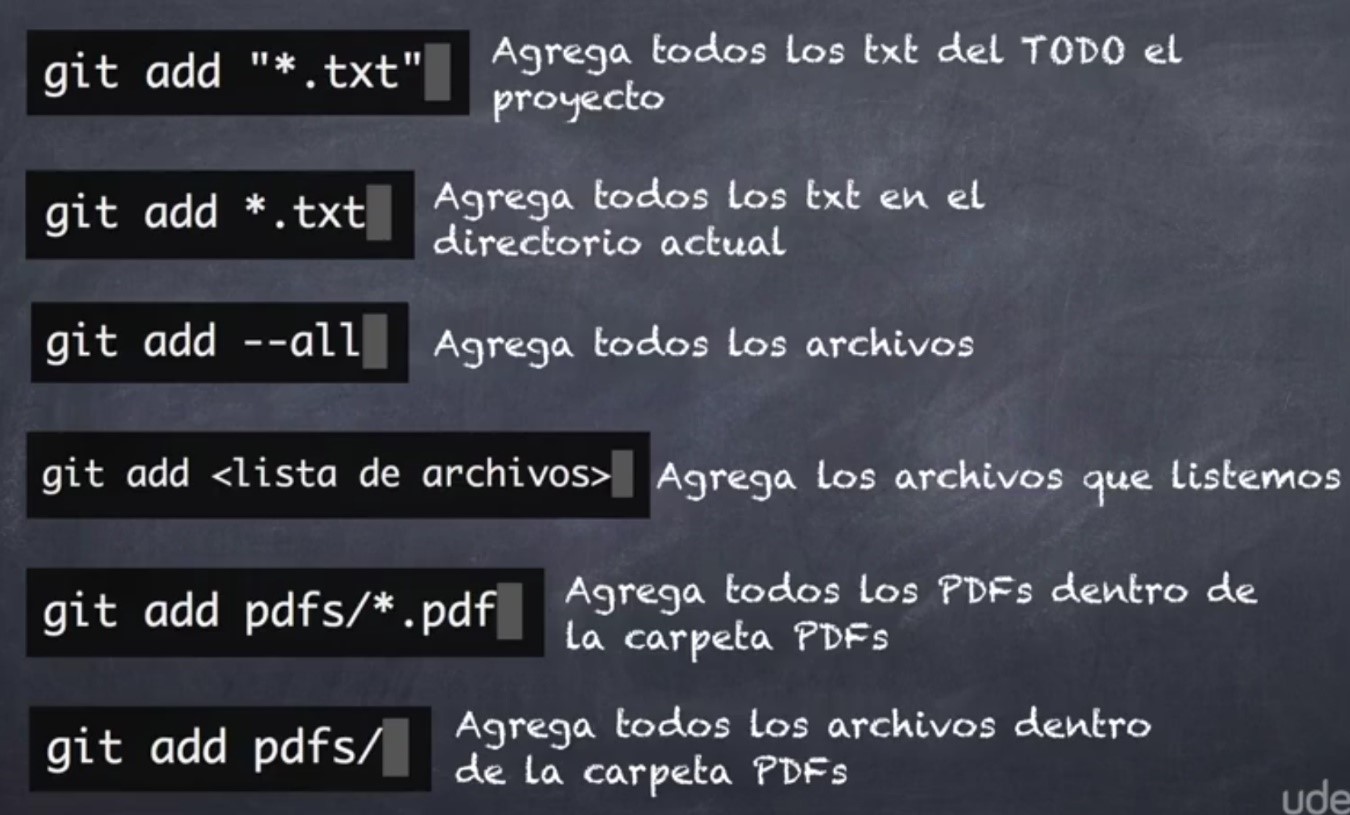 git add "*.txt"
Agrega todos los txt del TODO el
proyecto
git add *.txt
Agrega todos los txt en el
directorio actual
git add --all
Agrega todos los archivos
git add <lista de archivos>
Agrega los archivos que listemos
git add pdfs/*.pdf
Agrega todos los PDFs dentro de
la carpeta PDFs
git add pdfs/
Agrega todos los archivos dentro
de la carpeta PDFs
ude